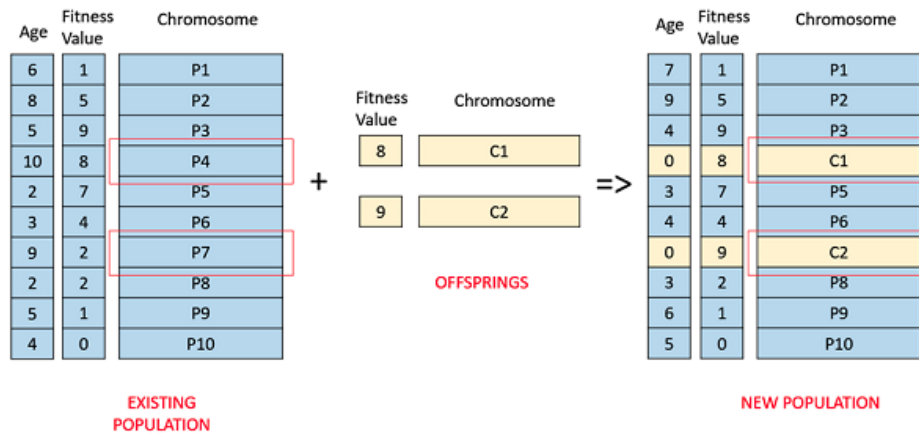 Age Fitness Value Chromosome
6 1 P1
8 5 P2
5 9 P3
10 8 P4
2 7 P5
3 4 P6
9 2 P7
2 2 P8
5 1 P9
4 0 P10
EXISTING
POPULATION
+
Fitness Value Chromosome
8 C1
9 C2
OFFSPRINGS
=>
Age Fitness Value Chromosome
7 1 P1
9 5 P2
4 9 P3
0 8 C1
3 7 P5
4 4 P6
0 9 C2
3 2 P8
6 1 P9
5 0 P10
NEW POPULATION